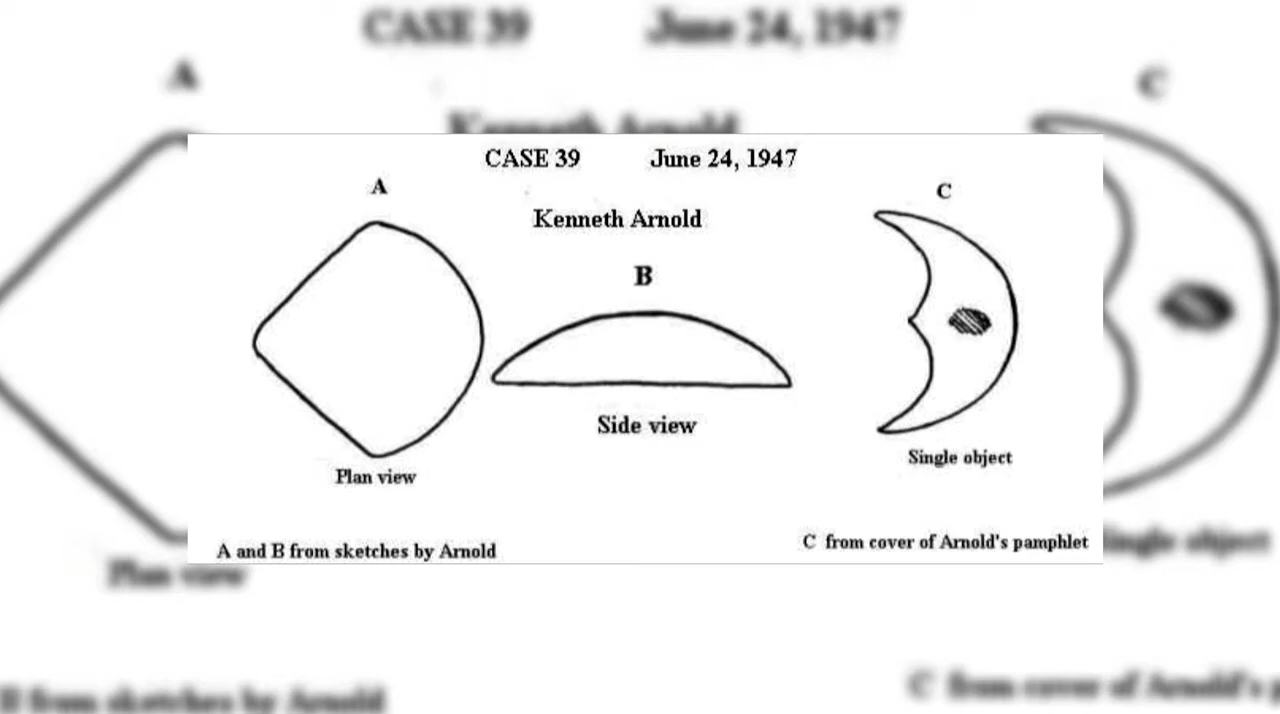 CASE 39 June 24, 1947
A
C
Kenneth Arnold
B
Side view
Single object
Plan view
A and B from sketches by Arnold
C from cover of Arnold's pamphlet